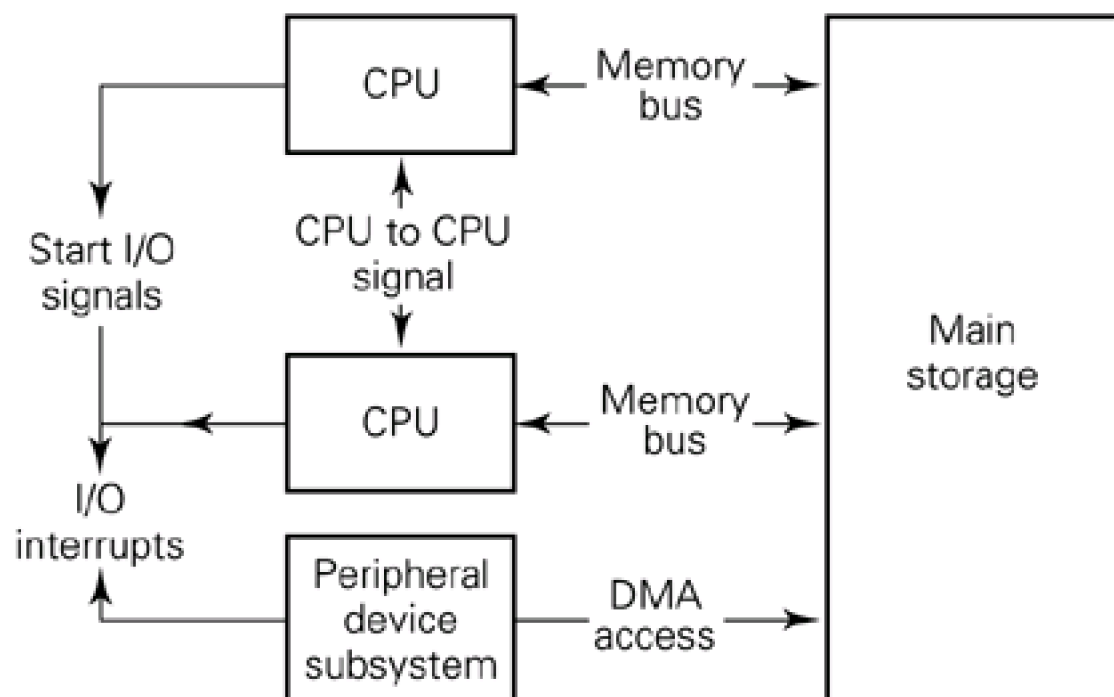 CPU
Memory
bus
Start I/O
signals
CPU to CPU
signal
Main
storage
CPU
Memory
bus
I/O
interrupts
Peripheral
device
subsystem
DMA
access